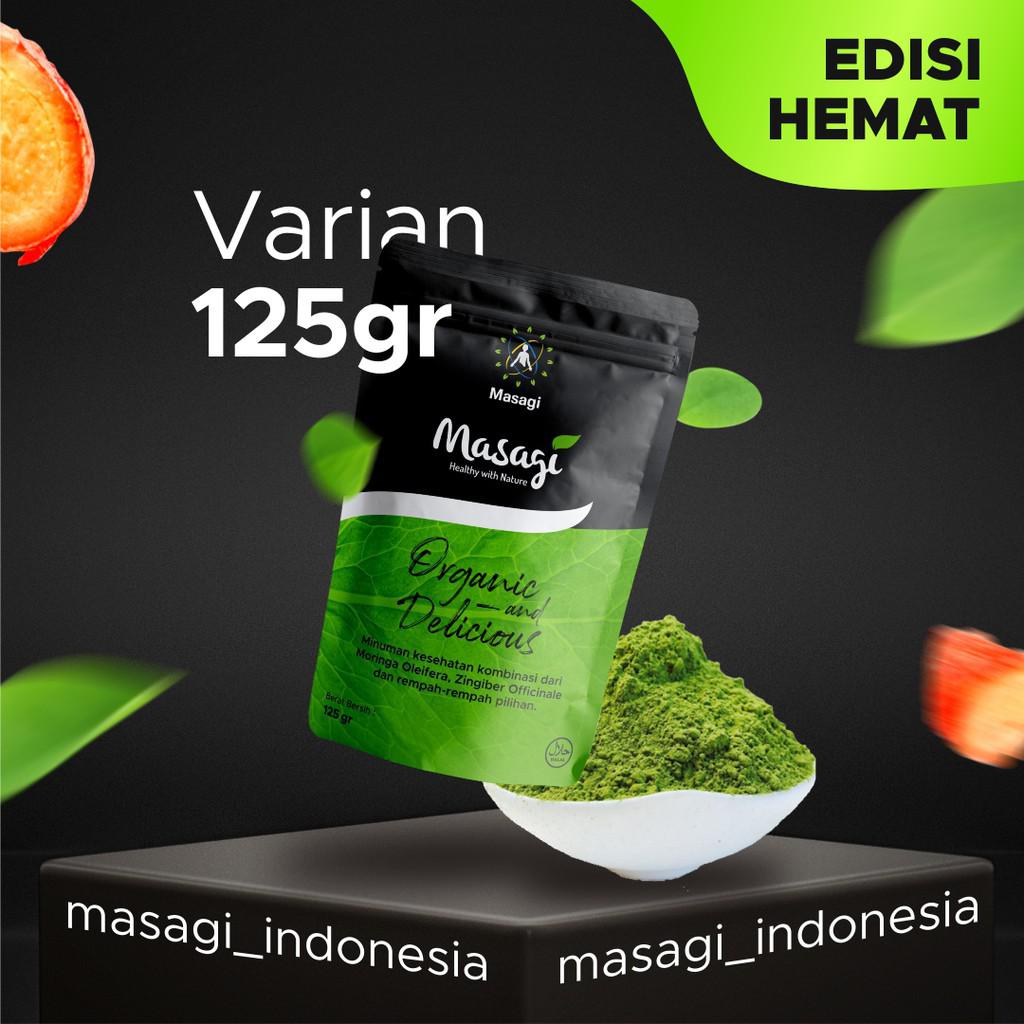 EDISI
HEMAT
Varian
125gr
Masagi
Masagi
Healthy with Nature
Organic
and
Delicious
Minuman kesehatan kombinasi dari
Moringa Oleifera, Zingiber Officinale
dan rempah-rempah pilihan.
Berat Bersih :
125 gr
حلال
HALAL
masagi_indonesia
masagi_indonesia